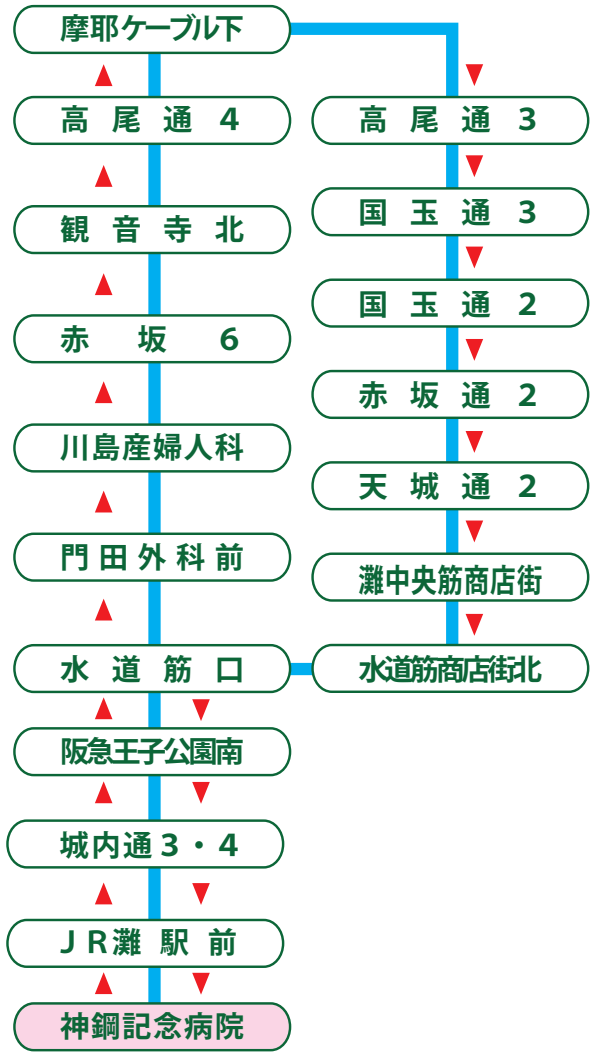 摩耶ケーブル下
高尾通4
観音寺北
赤坂6
川島産婦人科
門田外科前
水道筋口
阪急王子公園南
城内通3・4
JR灘駅前
神鋼記念病院
高尾通3
国玉通3
国玉通2
赤坂通2
天城通2
灘中央筋商店街
水道筋商店街北